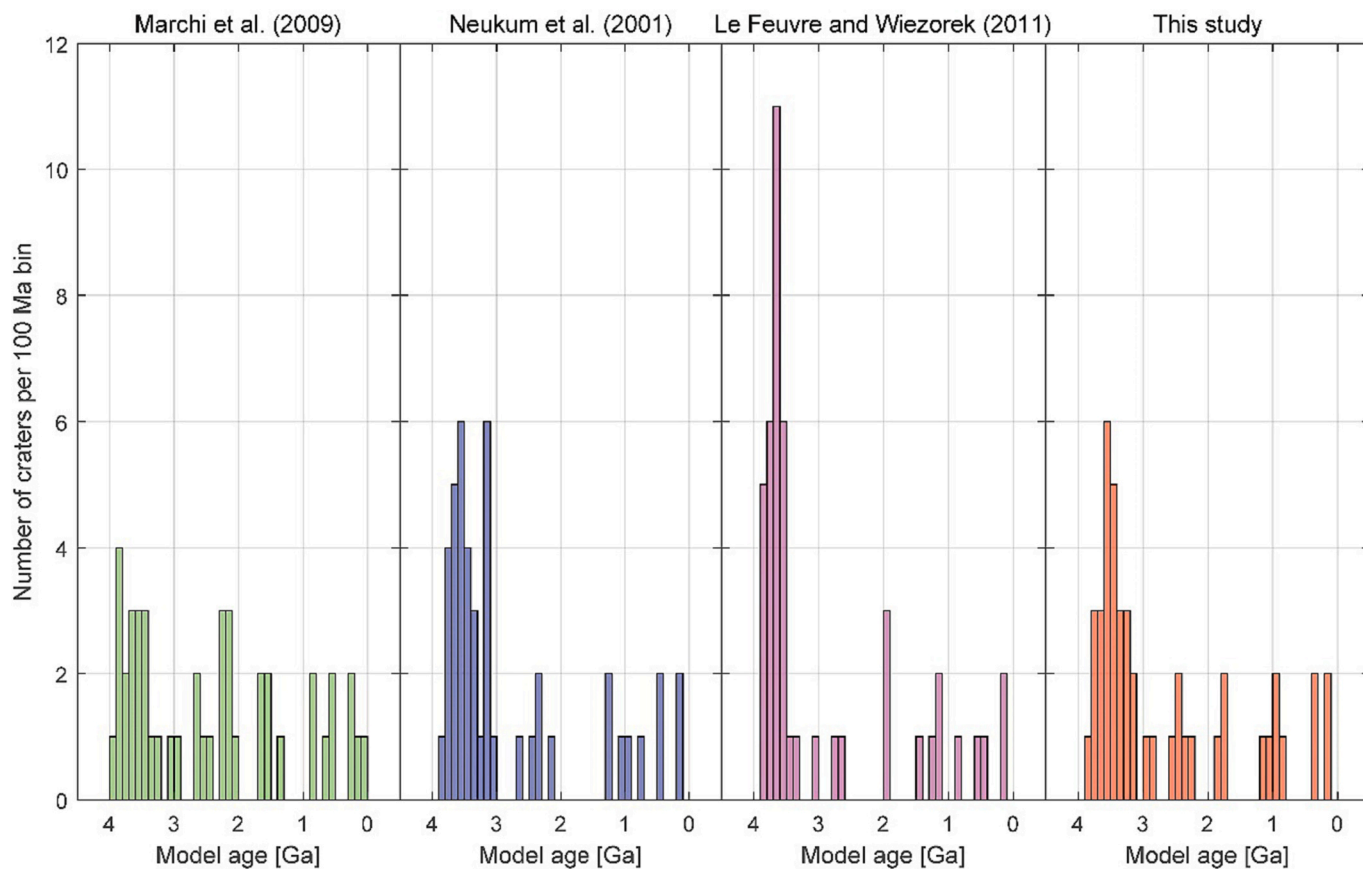 Marchi et al. (2009) Neukum et al. (2001) Le Feuvre and Wiezorek (2011) This study
12
10
8
6
4
2
0
Number of craters per 100 Ma bin
4 3 2 1 0 4 3 2 1 0 4 3 2 1 0 4 3 2 1 0
Model age [Ga] Model age [Ga] Model age [Ga] Model age [Ga]